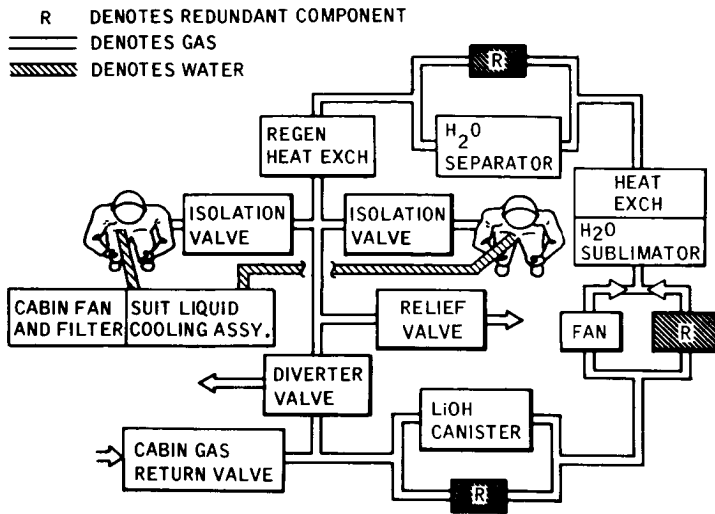 R DENOTES REDUNDANT COMPONENT
DENOTES GAS
DENOTES WATER
R
REGEN
HEAT EXCH
H₂O
SEPARATOR
HEAT
EXCH
H₂O
SUBLIMATOR
ISOLATION
VALVE
ISOLATION
VALVE
CABIN FAN
AND FILTER
SUIT LIQUID
COOLING ASSY.
RELIEF
VALVE
FAN
R
DIVERTER
VALVE
LiOH
CANISTER
CABIN GAS
RETURN VALVE
R